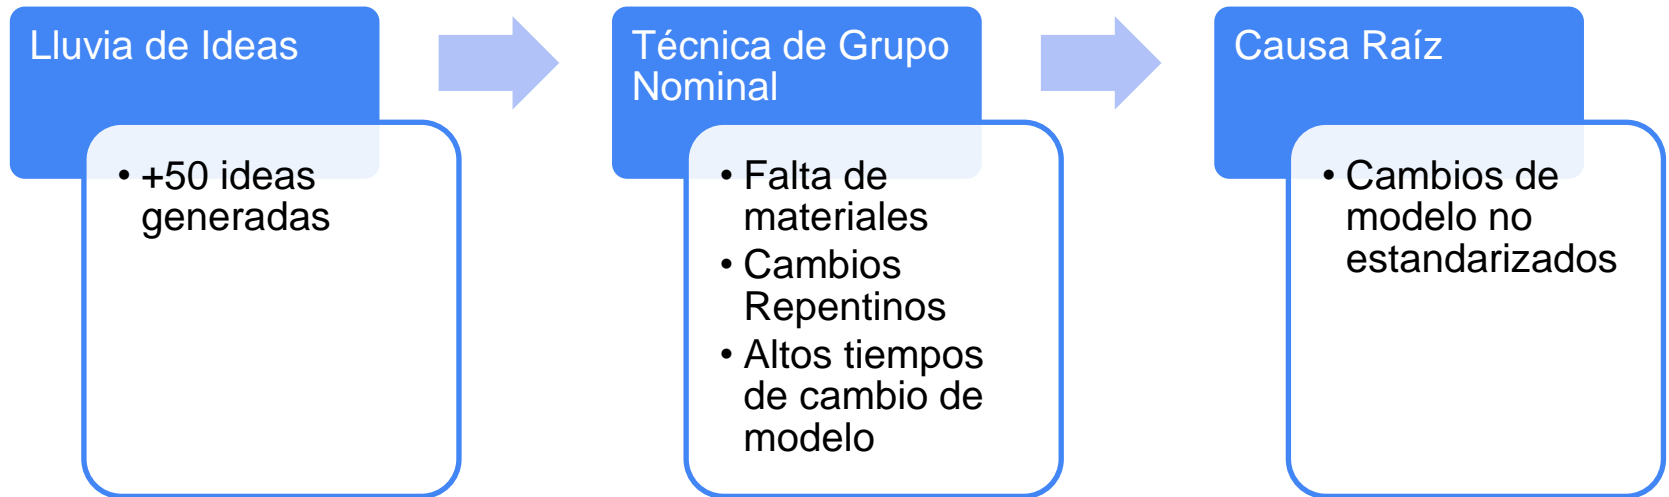 Lluvia de Ideas
• +50 ideas
generadas
Técnica de Grupo
Nominal
• Falta de
materiales
• Cambios
Repentinos
• Altos tiempos
de cambio de
modelo
Causa Raíz
• Cambios de
modelo no
estandarizados